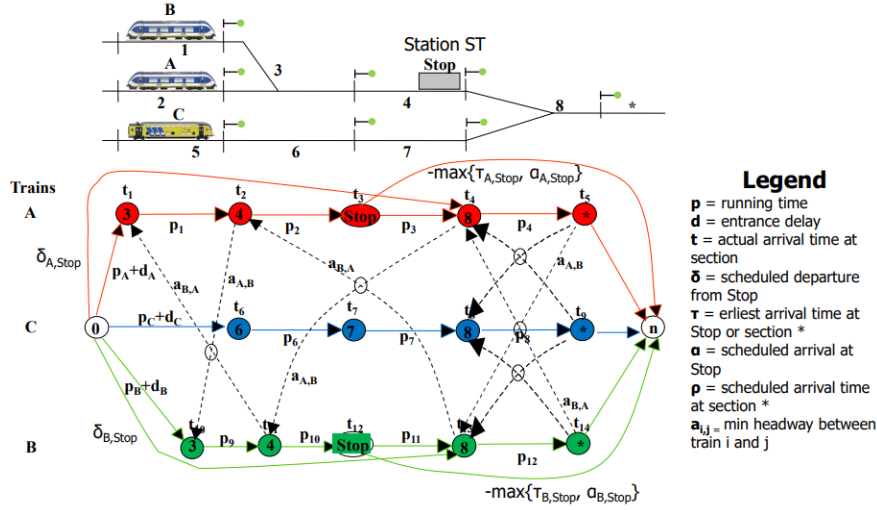 B
1
3
Station ST
Stop
A
2
4
8
*
C
5
6
7
Trains
-max{τA,Stop, αA,Stop}
A
t1
t2
t3
t4
t5
3
4
Stop
8
*
p1
p2
p3
p4
δA,Stop
pA+dA
aB,A
aA,B
aB,A
aA,B
C
0
pC+dC
t6
t7
t9
6
7
8
*
n
p6
p7
p8
pB+dB
aA,B
aB,A
δB,Stop
t12
t14
B
3
4
Stop
8
*
p9
p10
p11
p12
-max{τB,Stop, αB,Stop}
Legend
p = running time
d = entrance delay
t = actual arrival time at
section
δ = scheduled departure
from Stop
τ = erliest arrival time at
Stop or section *
α = scheduled arrival at
Stop
ρ = scheduled arrival time
at section *
ai,j = min headway between
train i and j